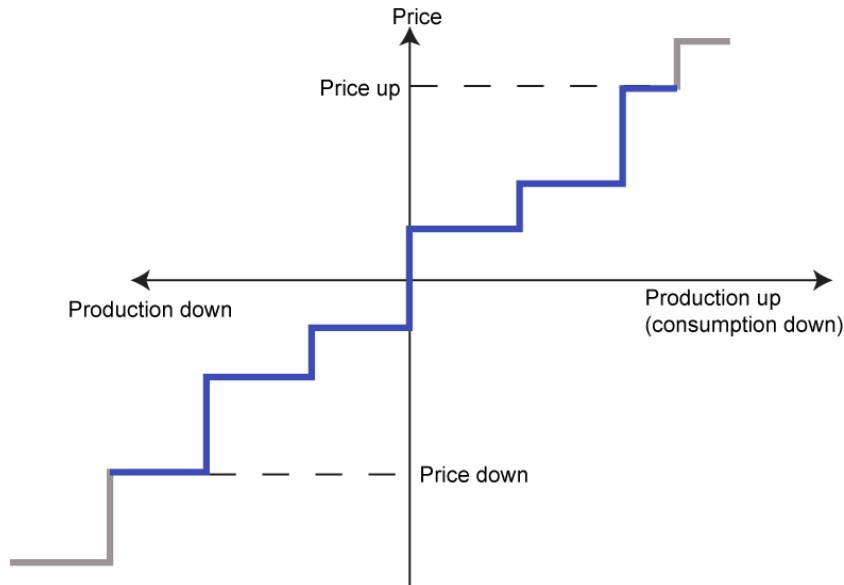 Price
Price up
Production down
Production up
(consumption down)
Price down